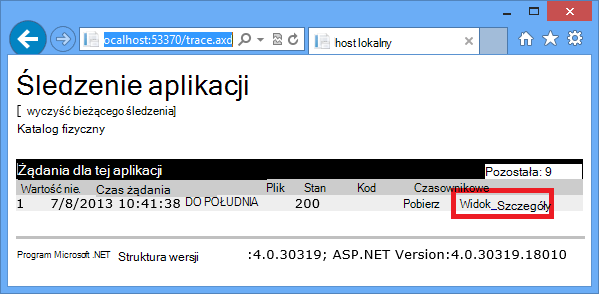 ocalhost:53370/trace.axd
host lokalny
Śledzenie aplikacji
[ wyczyść bieżącego śledzenia]
Katalog fizyczny
Żądania dla tej aplikacji Pozostała: 9
Wartość nie. Czas żądania Plik Stan Kod Czasownikowe
1 7/8/2013 10:41:38 DO POŁUDNIA 200 Pobierz Widok_Szczegóły
Program Microsoft .NET Struktura wersji :4.0.30319; ASP.NET Version:4.0.30319.18010